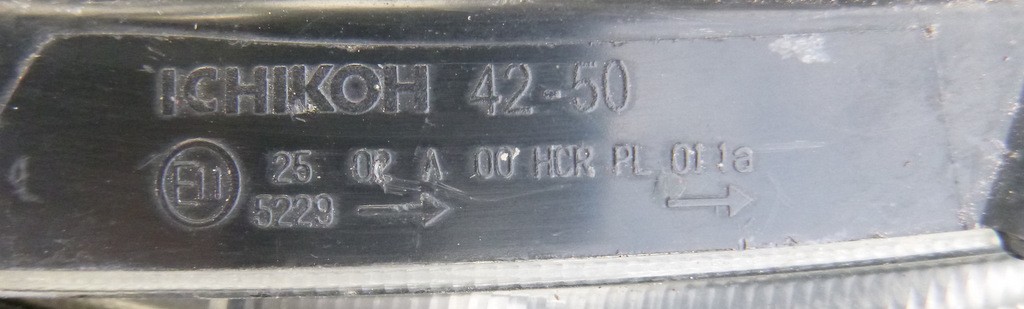 ICHIKOH 42-50
E11 25 02 A 00 HCR PL 01 1a
5229 → →